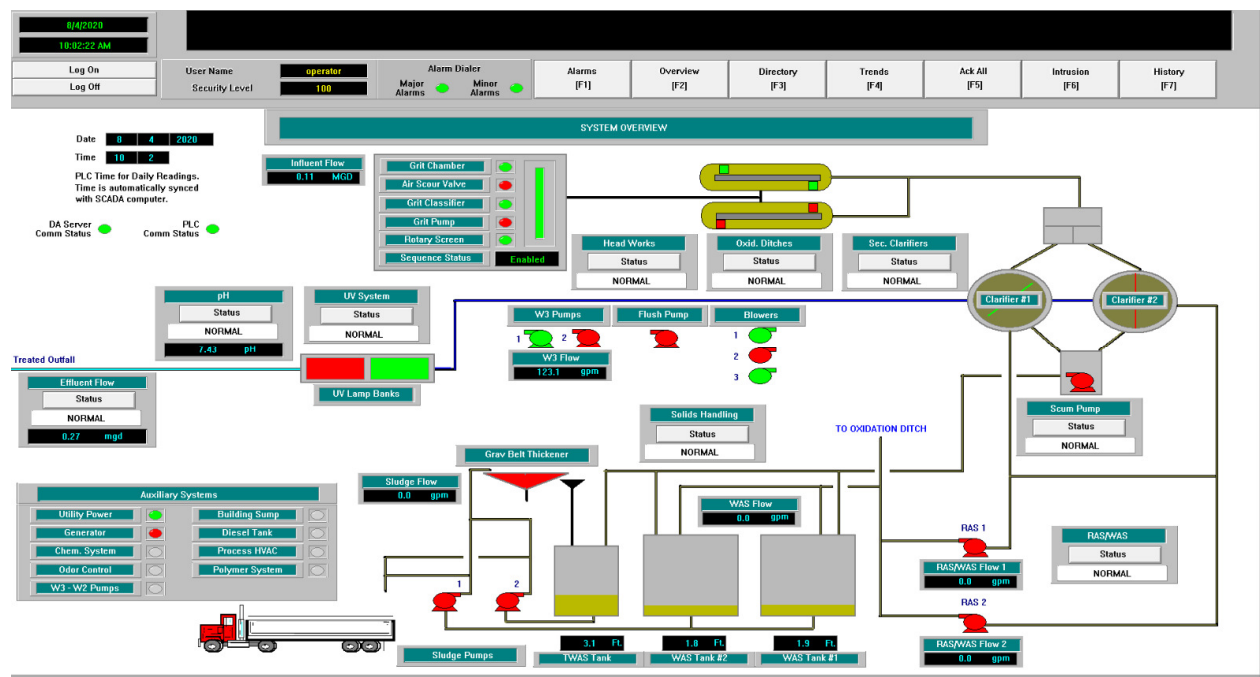 8/4/2020
10:02:22 AM
Log On
Log Off
User Name
operator
Security Level
100
Alarm Dialer
Major
Alarms
Minor
Alarms
Alarms
[F1]
Overview
[F2]
Directory
[F3]
Trends
[F4]
Ack All
[F5]
Intrusion
[F6]
History
[F7]
SYSTEM OVERVIEW
Date 8 4 2020
Time 10 2
PLC Time for Daily Readings.
Time is automatically synced
with SCADA computer.
DA Server
Comm Status
PLC
Comm Status
Influent Flow
0.11 MGD
Grit Chamber
Air Scour Valve
Grit Classifier
Grit Pump
Rotary Screen
Sequence Status
Enabled
Head Works
Status
NORMAL
Oxid. Ditches
Status
NORMAL
Sec. Clarifiers
Status
NORMAL
Clarifier #1
Clarifier #2
pH
Status
NORMAL
7.43 pH
UV System
Status
NORMAL
UV Lamp Banks
W3 Pumps
1
2
W3 Flow
123.1 gpm
Flush Pump
Blowers
1
2
3
Treated Outfall
Effluent Flow
Status
NORMAL
0.27 mgd
Scum Pump
Status
NORMAL
Solids Handling
Status
NORMAL
TO OXIDATION DITCH
Grav Belt Thickener
Sludge Flow
0.0 gpm
WAS Flow
0.0 gpm
Auxiliary Systems
Utility Power
Generator
Chem. System
Odor Control
W3 - W2 Pumps
Building Sump
Diesel Tank
Process HVAC
Polymer System
1
2
Sludge Pumps
3.1 Ft.
TWAS Tank
1.8 Ft.
WAS Tank #2
1.9 Ft.
WAS Tank #1
RAS 1
RAS/WAS Flow 1
0.0 gpm
RAS 2
RAS/WAS Flow 2
0.0 gpm
RAS/WAS
Status
NORMAL